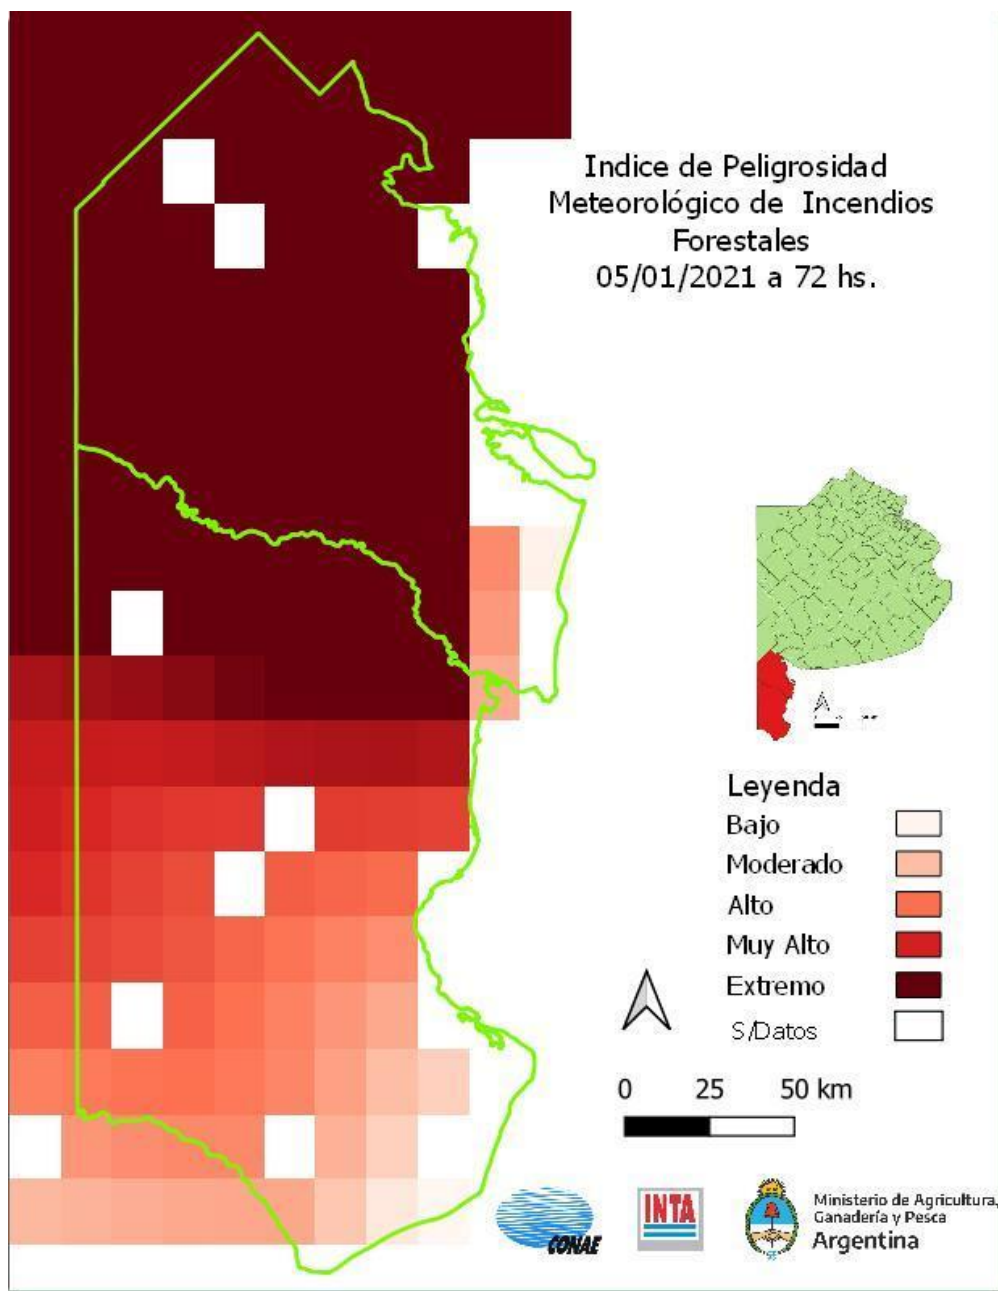 Indice de Peligrosidad
Meteorológico de Incendios
Forestales
05/01/2021 a 72 hs.
Leyenda
Bajo
Moderado
Alto
Muy Alto
Extremo
S/Datos
0 25 50 km
CONAE
INTA
Ministerio de Agricultura,
Ganadería y Pesca
Argentina